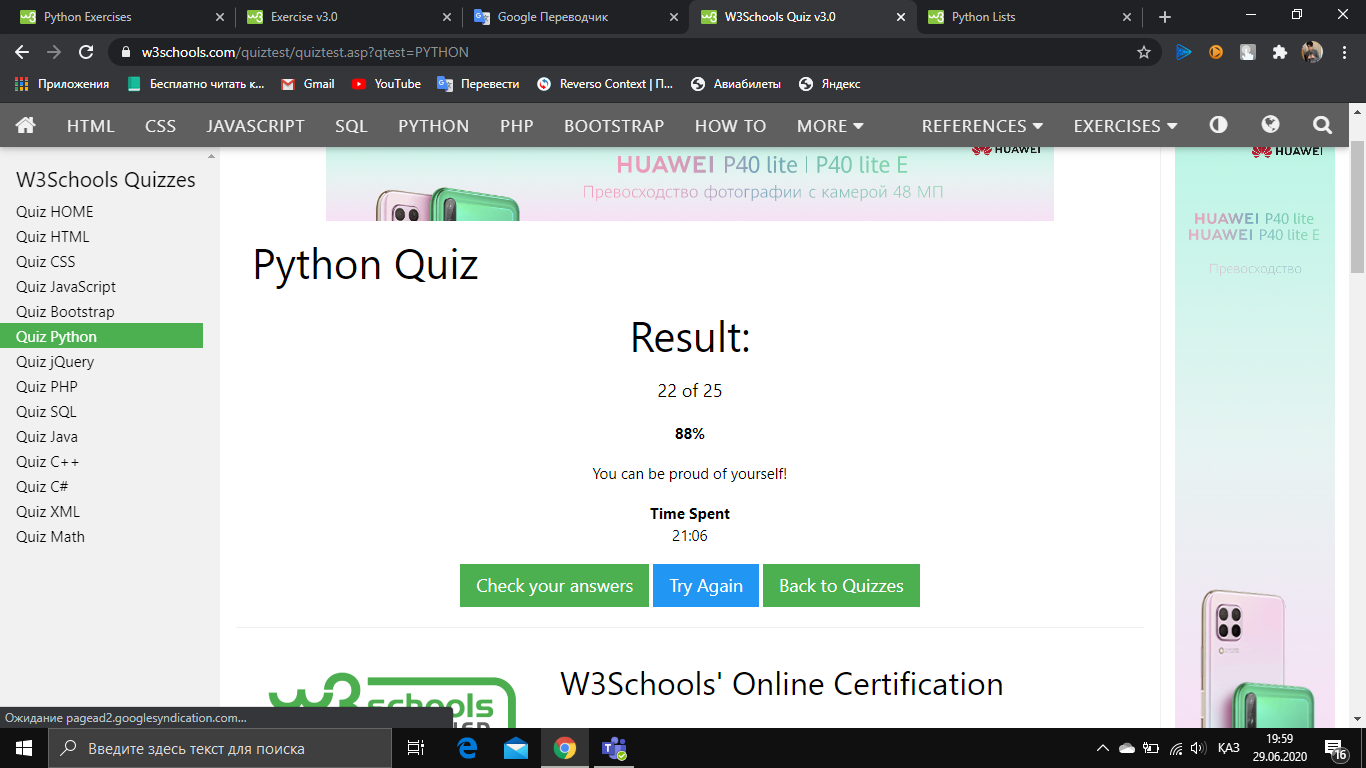 Python Exercises
Exercise v3.0
Google Переводчик
W3Schools Quiz v3.0
Python Lists
w3schools.com/quiztest/quiztest.asp?qtest=PYTHON
Приложения
Бесплатно читать к...
Gmail
YouTube
Перевести
Reverso Context | П...
Авиабилеты
Яндекс
HTML CSS JAVASCRIPT SQL PYTHON PHP BOOTSTRAP HOW TO MORE REFERENCES EXERCISES
W3Schools Quizzes
Quiz HOME
Quiz HTML
Quiz CSS
Quiz JavaScript
Quiz Bootstrap
Quiz Python
Quiz jQuery
Quiz PHP
Quiz SQL
Quiz Java
Quiz C++
Quiz C#
Quiz XML
Quiz Math
HUAWEI
HUAWEI P40 lite | P40 lite E
Превосходство фотографии с камерой 48 МП
Python Quiz
Result:
22 of 25
88%
You can be proud of yourself!
Time Spent
21:06
Check your answers
Try Again
Back to Quizzes
w3schools
W3Schools' Online Certification
HUAWEI
HUAWEI P40 lite
HUAWEI P40 lite E
Превосходство
Ожидание pagead2.googlesyndication.com...
Введите здесь текст для поиска
ҚАЗ
19:59
29.06.2020
16